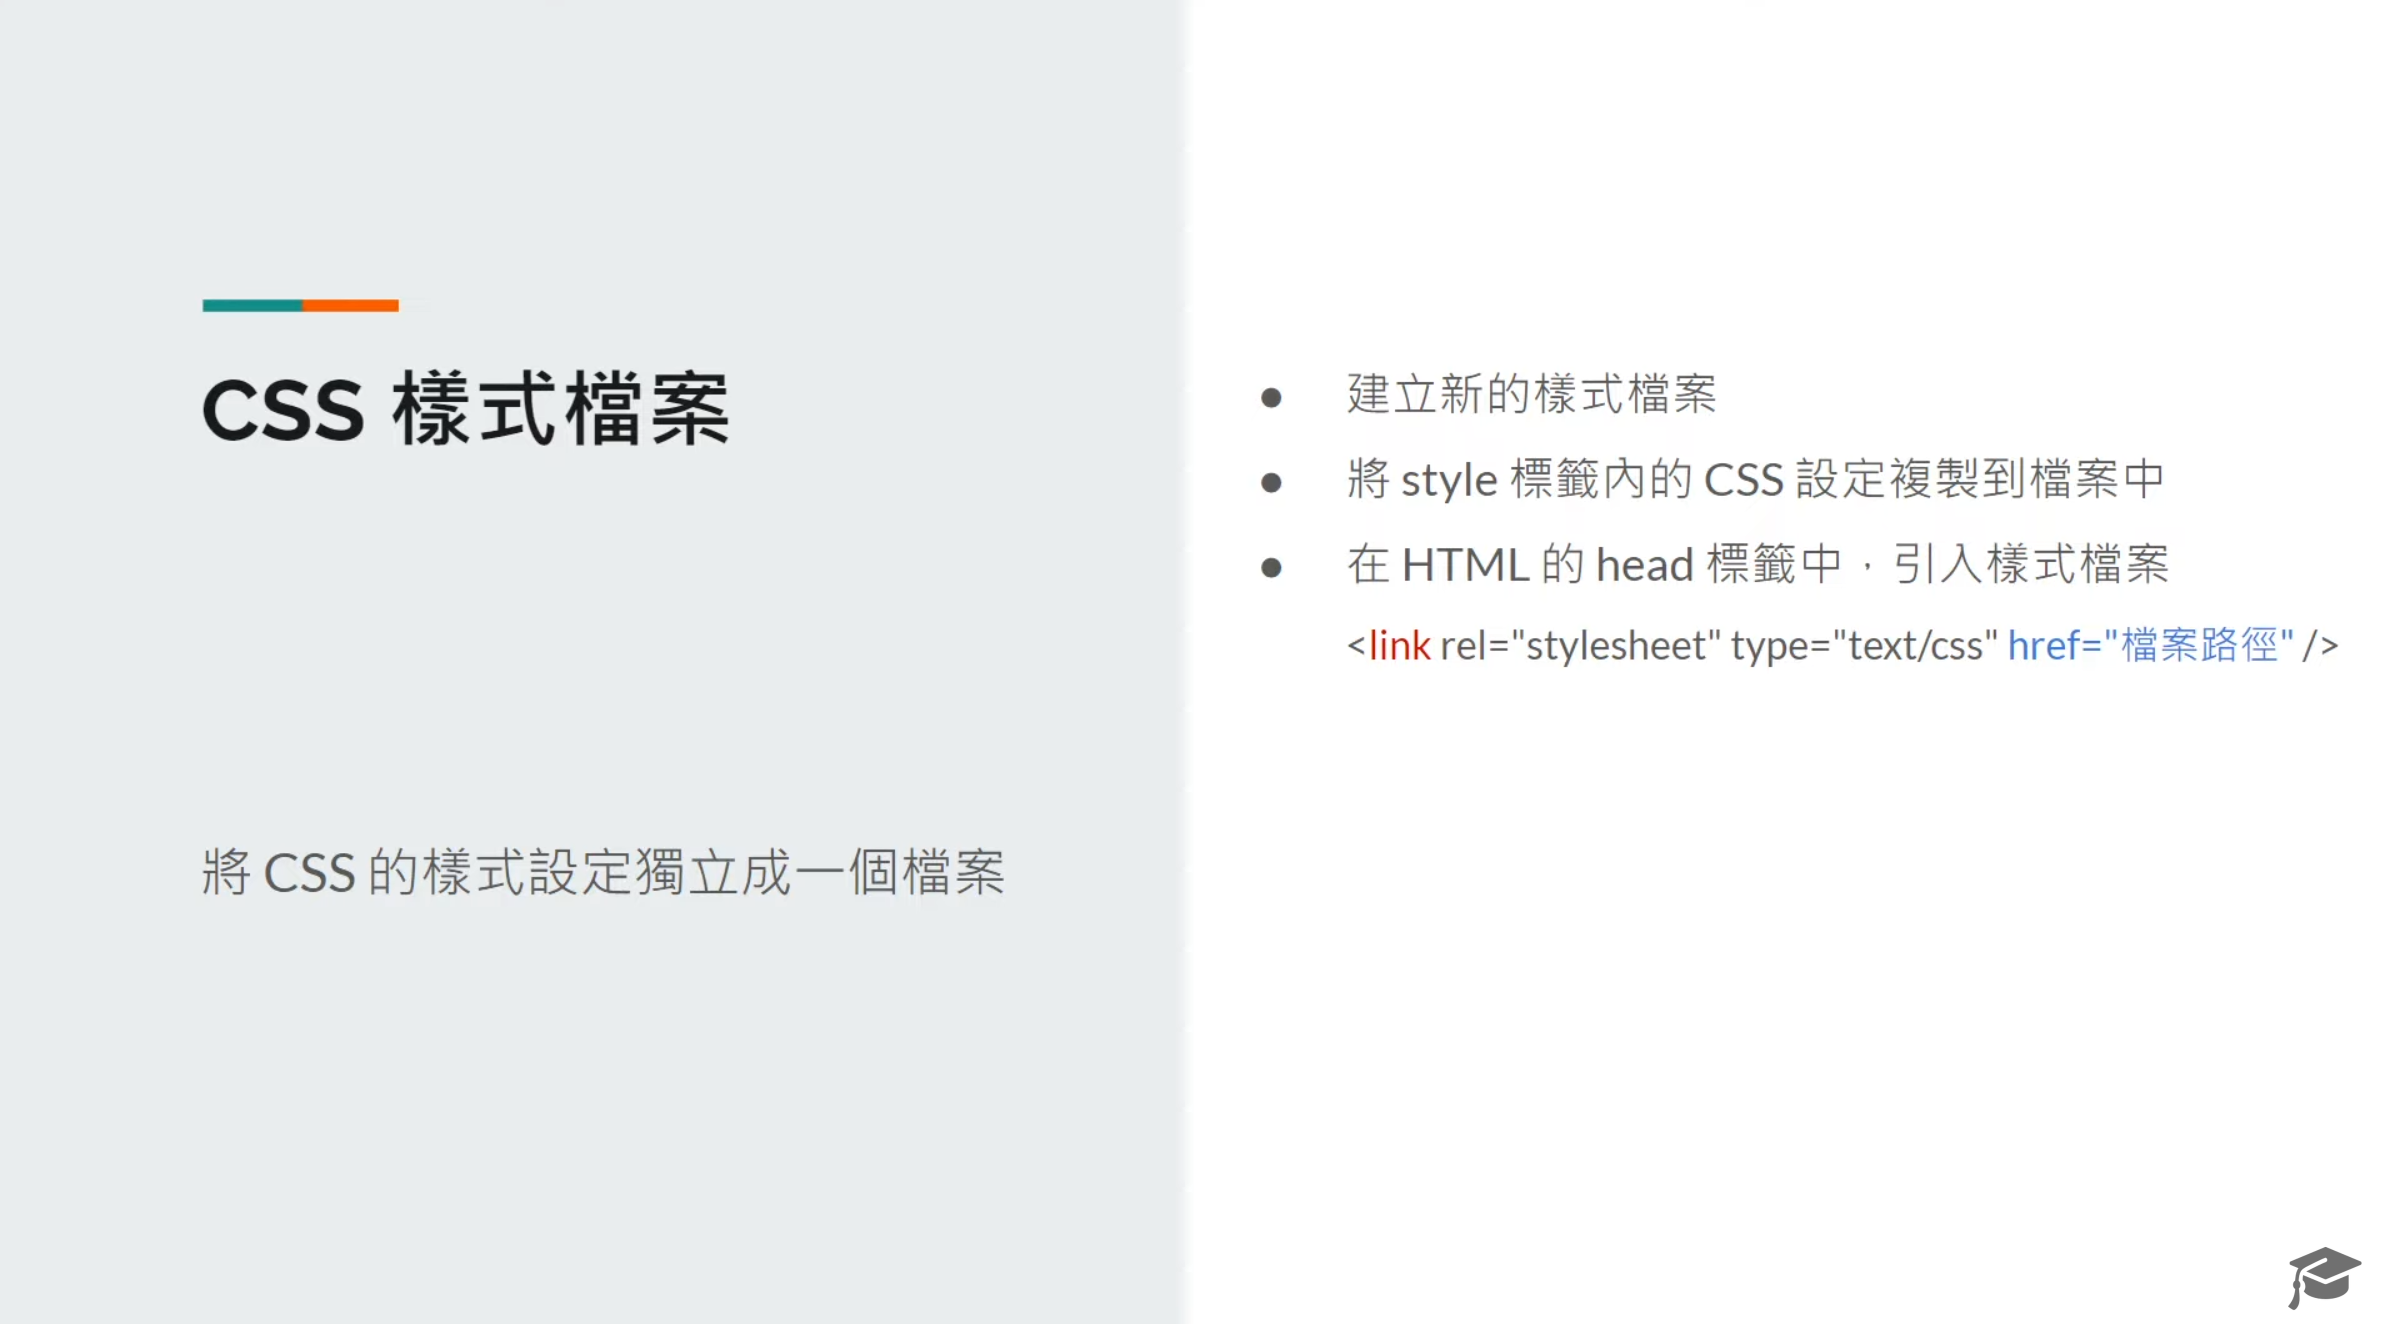 CSS 樣式檔案
將 CSS 的樣式設定獨立成一個檔案
● 建立新的樣式檔案
● 將 style 標籤內的 CSS 設定複製到檔案中
● 在 HTML 的 head 標籤中，引入樣式檔案
<link rel="stylesheet" type="text/css" href="檔案路徑" />